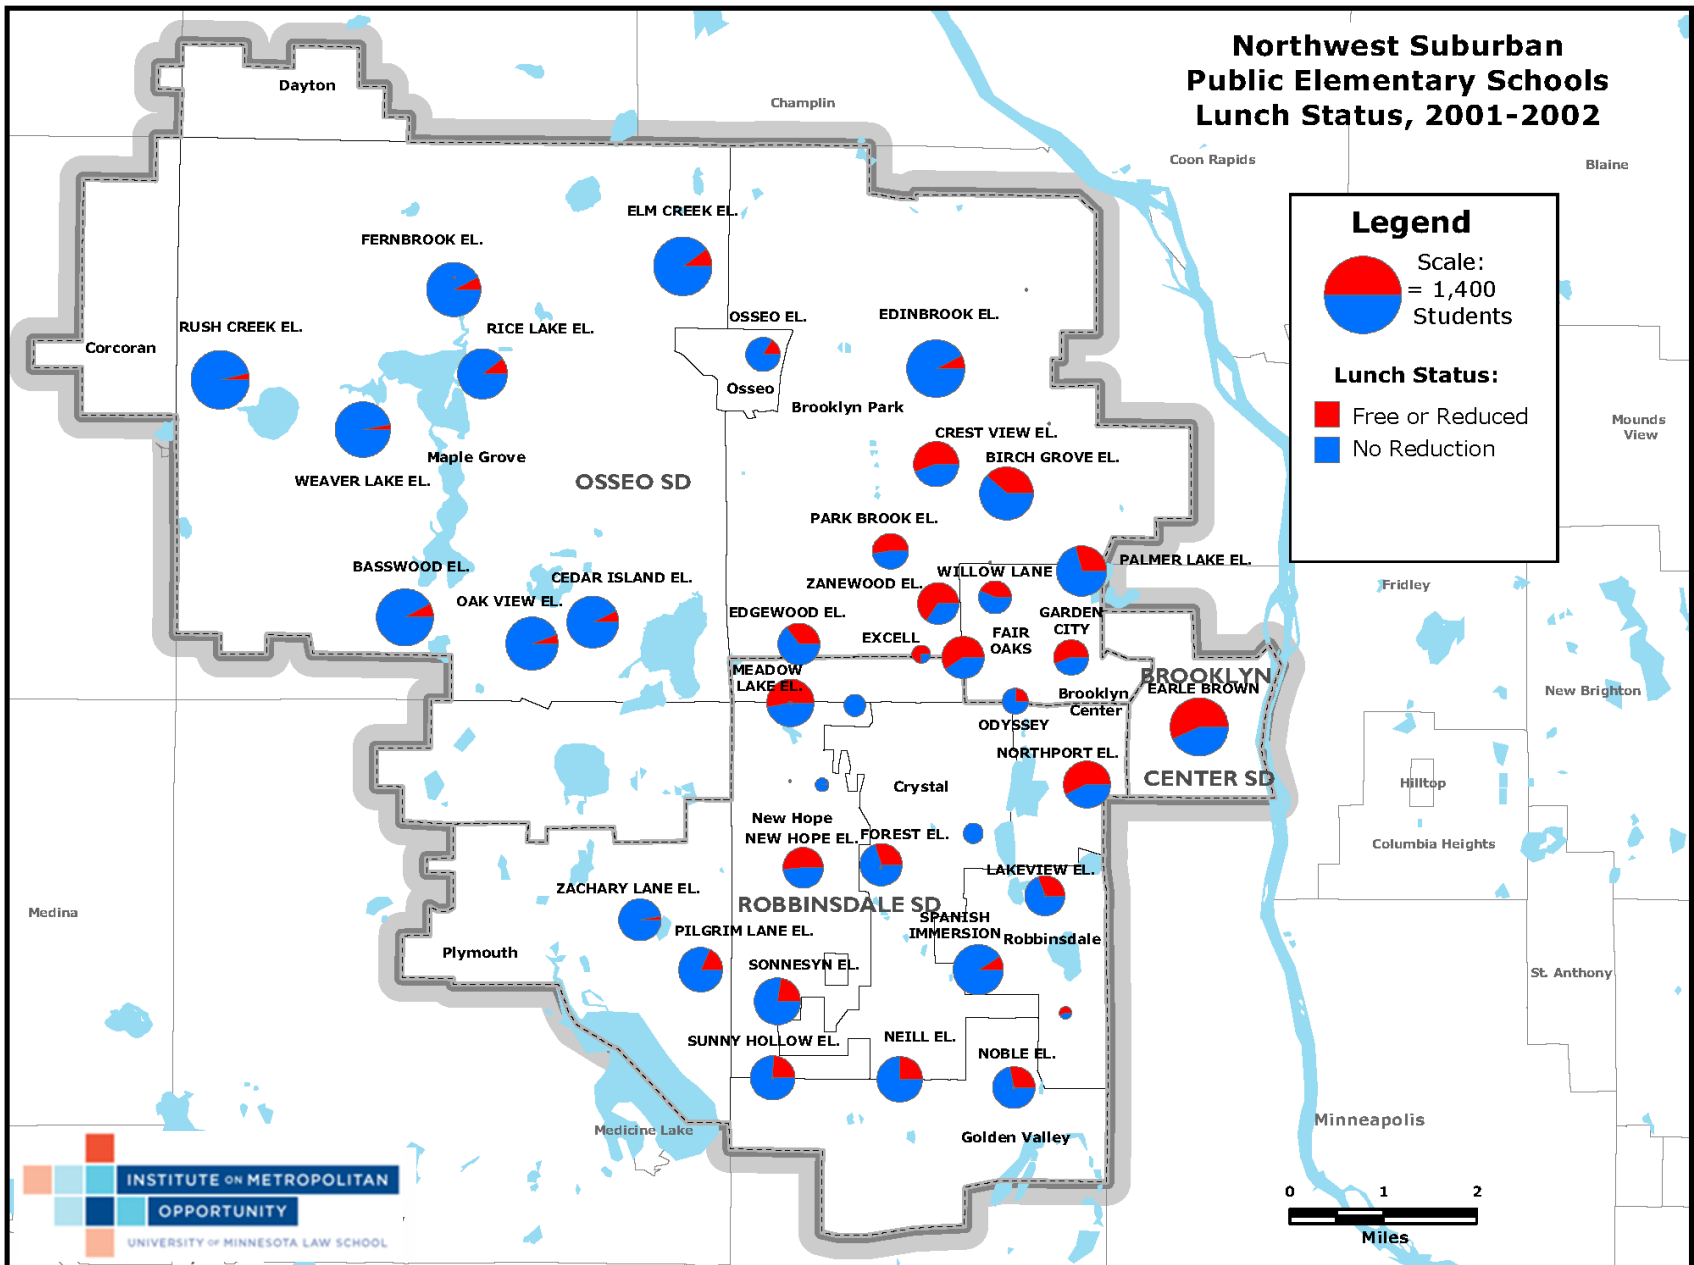 Northwest Suburban
Public Elementary Schools
Lunch Status, 2001-2002
Dayton
Champlin
Coon Rapids
Blaine
Legend
Scale:
= 1,400
Students
Lunch Status:
Free or Reduced
No Reduction
ELM CREEK EL.
FERNBROOK EL.
RUSH CREEK EL.
RICE LAKE EL.
OSSEO EL.
EDINBROOK EL.
Corcoran
Osseo
Brooklyn Park
Mounds
View
CREST VIEW EL.
BIRCH GROVE EL.
Maple Grove
WEAVER LAKE EL.
OSSEO SD
PARK BROOK EL.
PALMER LAKE EL.
BASSWOOD EL.
CEDAR ISLAND EL.
WILLOW LANE
ZANEWOOD EL.
Fridley
OAK VIEW EL.
EDGEWOOD EL.
GARDEN
CITY
EXCELL
FAIR
OAKS
MEADOW
LAKE EL.
BROOKLYN
EARLE BROWN
New Brighton
Brooklyn
Center
ODYSSEY
NORTHPORT EL.
CENTER SD
Hilltop
Crystal
New Hope
NEW HOPE EL.
FOREST EL.
Columbia Heights
LAKEVIEW EL.
ZACHARY LANE EL.
ROBBINSDALE SD
Medina
SPANISH
IMMERSION
Robbinsdale
PILGRIM LANE EL.
Plymouth
SONNESYN EL.
St. Anthony
SUNNY HOLLOW EL.
NEILL EL.
NOBLE EL.
Medicine Lake
Golden Valley
Minneapolis
INSTITUTE ON METROPOLITAN
OPPORTUNITY
UNIVERSITY OF MINNESOTA LAW SCHOOL
0 1 2
Miles